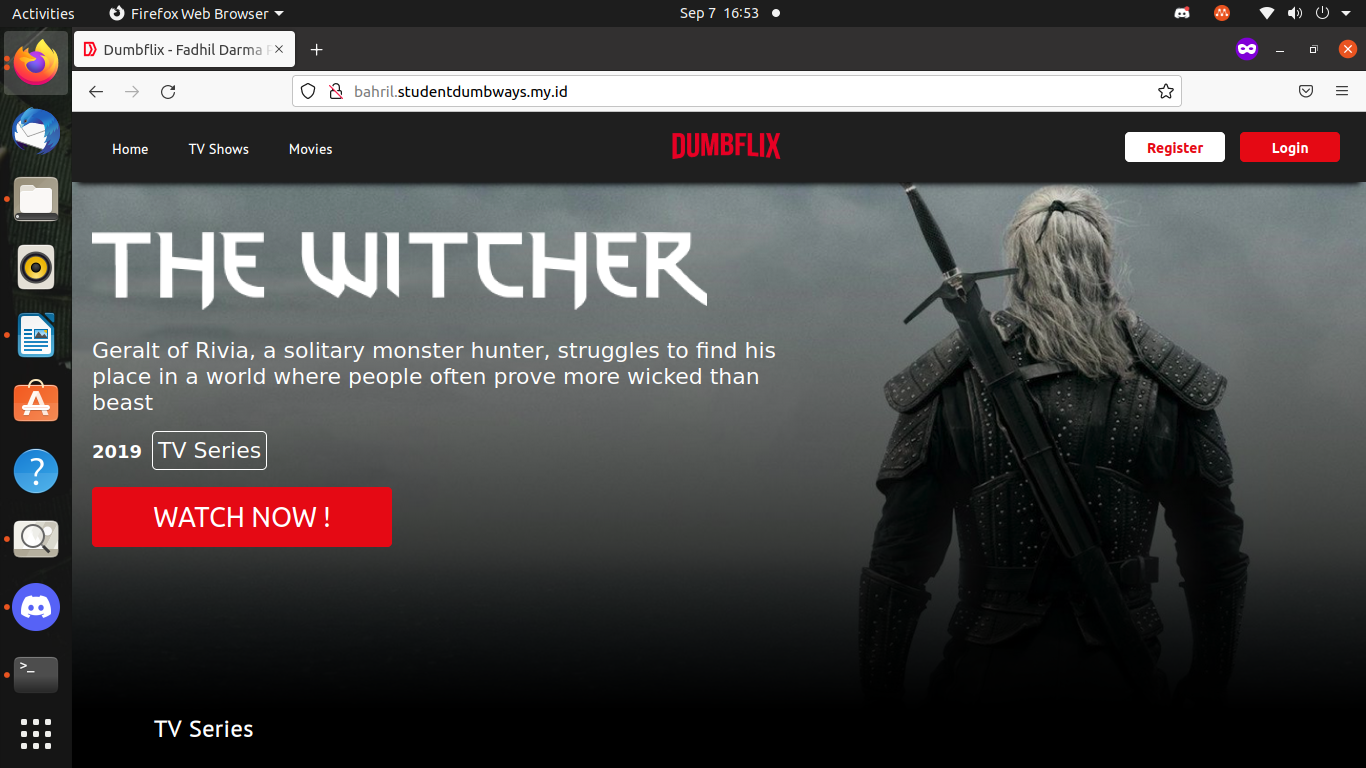 Activities
Firefox Web Browser
Sep 7 16:53
Dumbflix - Fadhil Darma
bahril.studentdumbways.my.id
Home
TV Shows
Movies
DUMBFLIX
Register
Login
THE WITCHER
Geralt of Rivia, a solitary monster hunter, struggles to find his
place in a world where people often prove more wicked than
beast
2019
TV Series
WATCH NOW !
TV Series